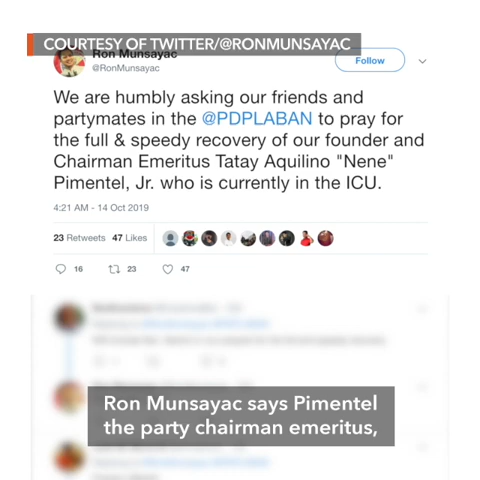 COURTESY OF TWITTER/@RONMUNSAYAC
Ron Munsayac
@RonMunsayac
Follow
We are humbly asking our friends and
partymates in the @PDPLABAN to pray for
the full & speedy recovery of our founder and
Chairman Emeritus Tatay Aquilino "Nene"
Pimentel, Jr. who is currently in the ICU.
4:21 AM - 14 Oct 2019
23 Retweets 47 Likes
16 23 47
Ron Munsayac says Pimentel
the party chairman emeritus,